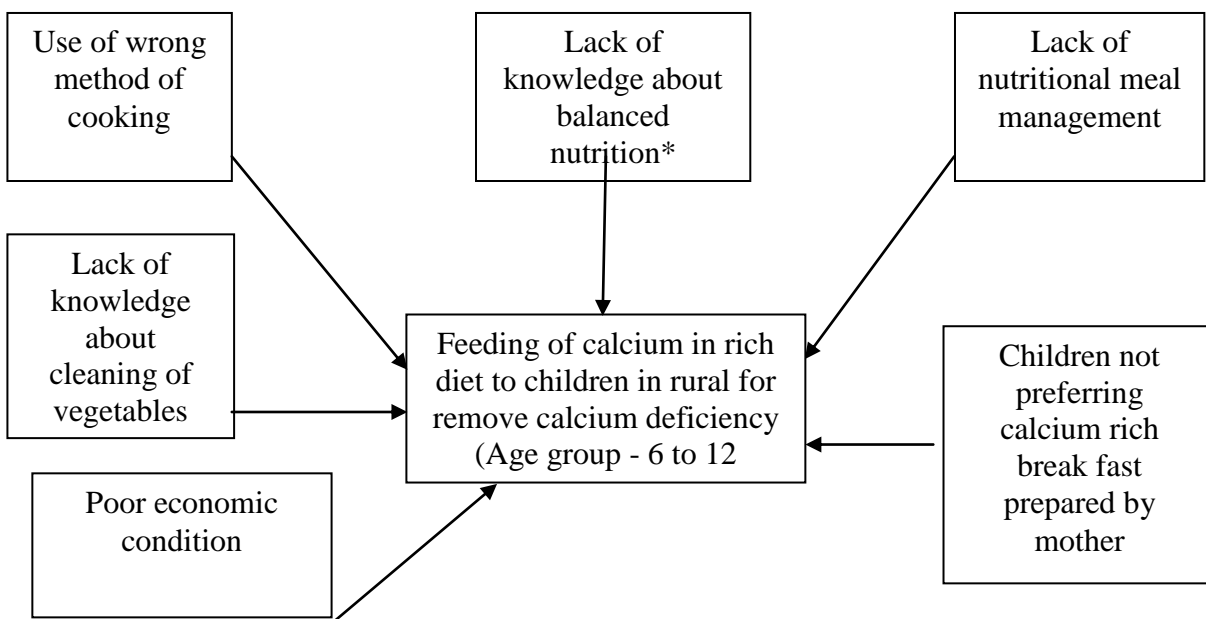 Use of wrong
method of
cooking
Lack of
knowledge about
balanced
nutrition*
Lack of
nutritional meal
management
Lack of
knowledge
about
cleaning of
vegetables
Feeding of calcium in rich
diet to children in rural for
remove calcium deficiency
(Age group - 6 to 12
Children not
preferring
calcium rich
break fast
prepared by
mother
Poor economic
condition